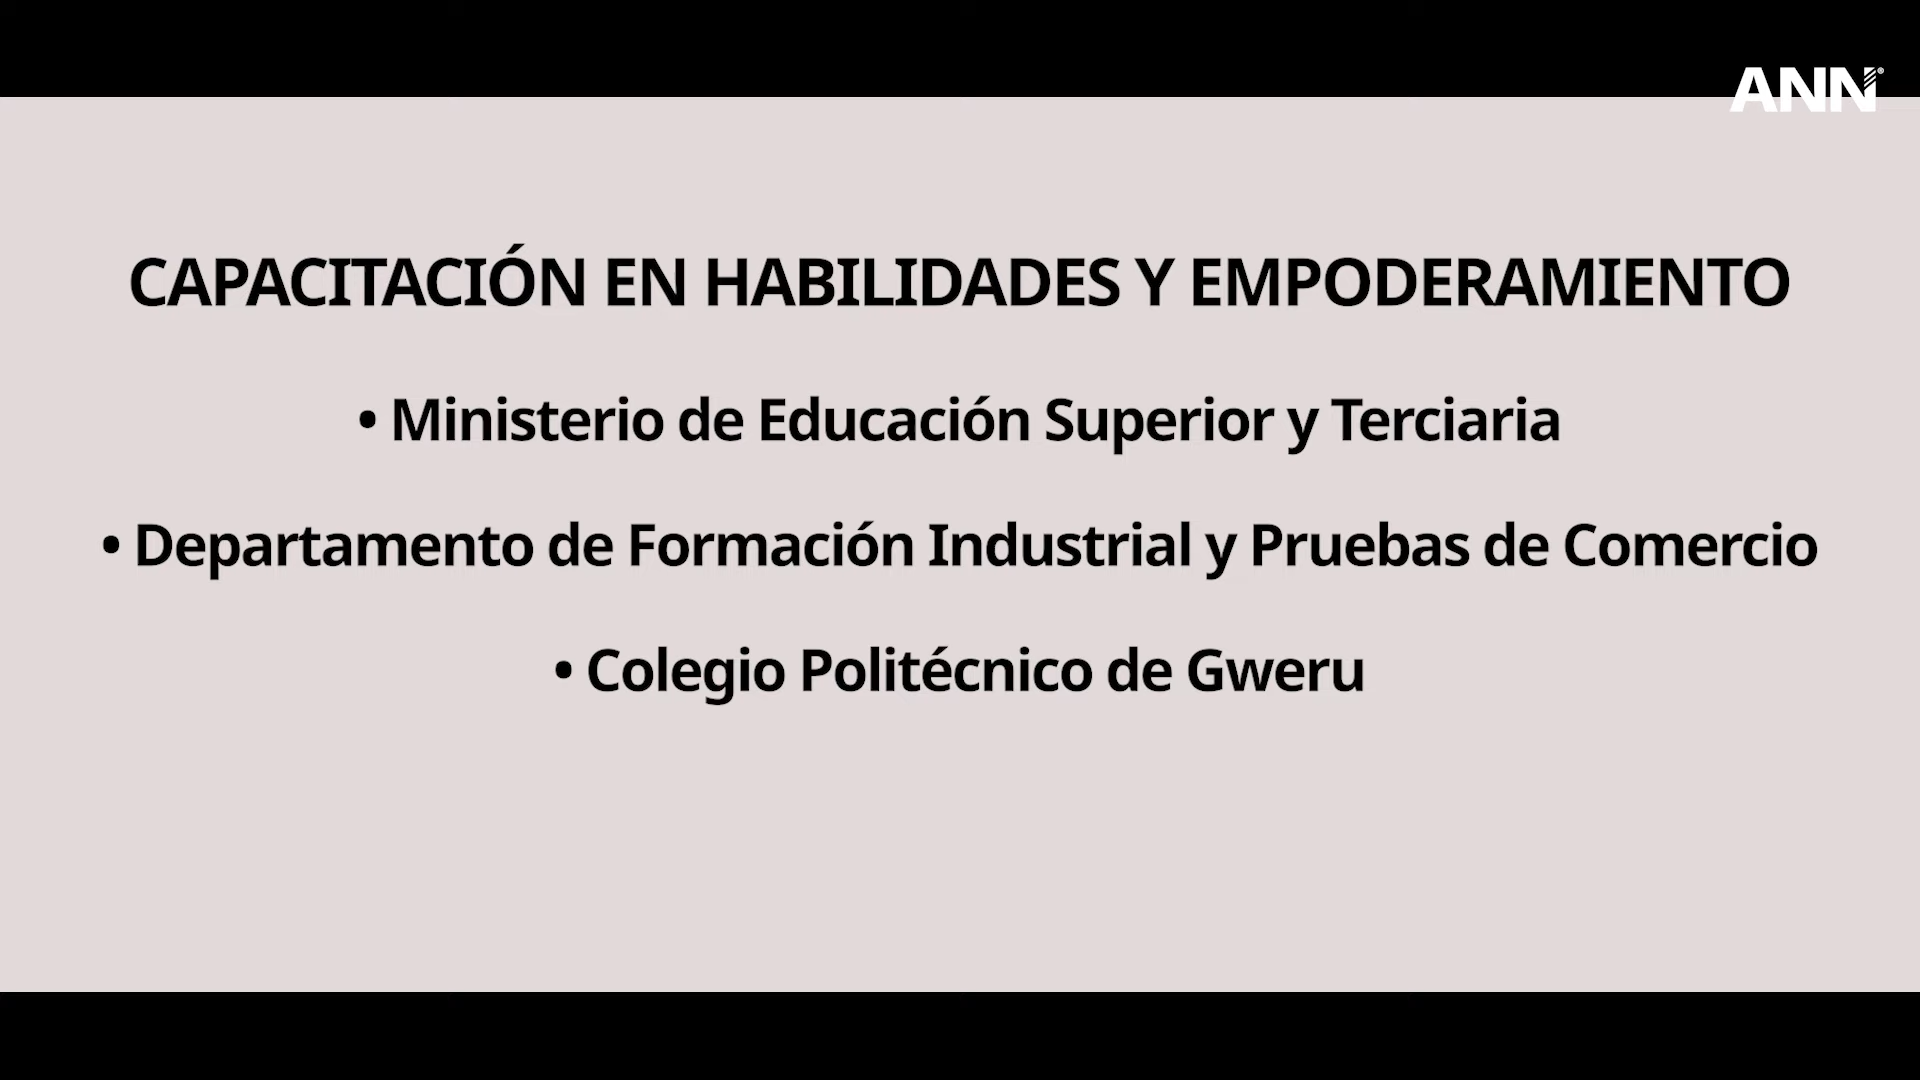 ANN®
CAPACITACIÓN EN HABILIDADES Y EMPODERAMIENTO
• Ministerio de Educación Superior y Terciaria
• Departamento de Formación Industrial y Pruebas de Comercio
• Colegio Politécnico de Gweru